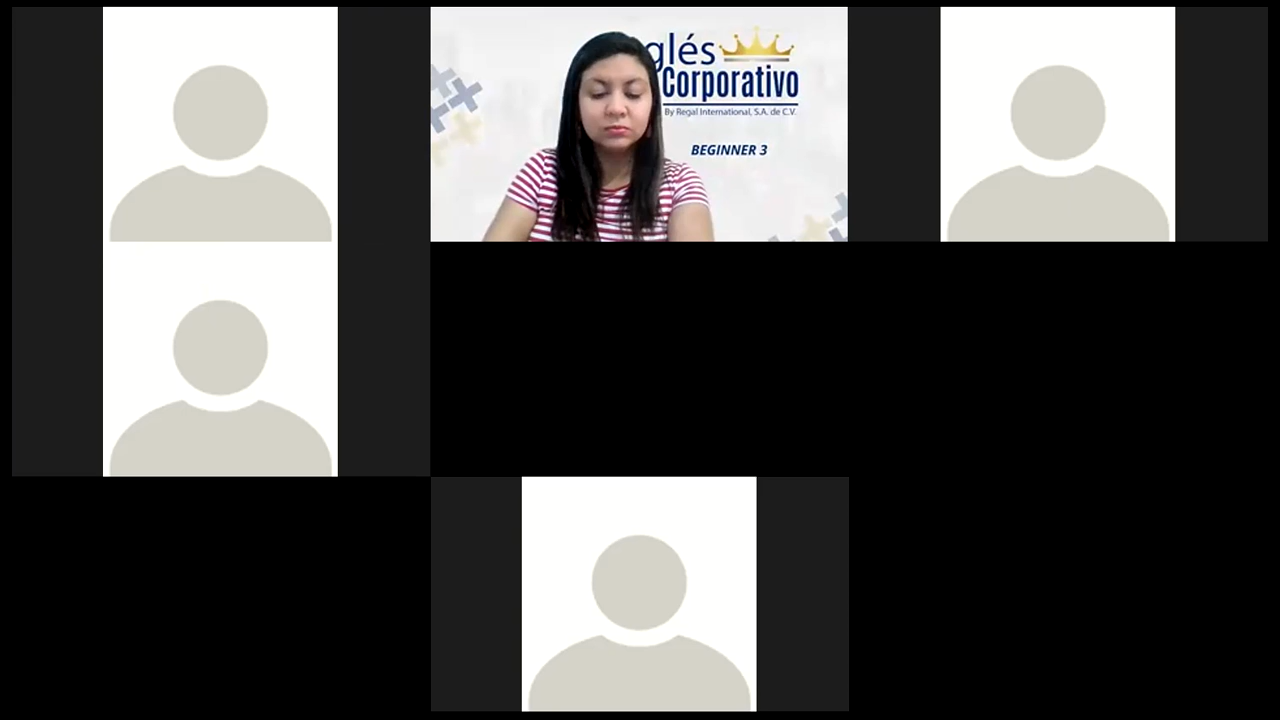 glés
Corporativo
By Regal International, S.A. de C.V.
BEGINNER 3